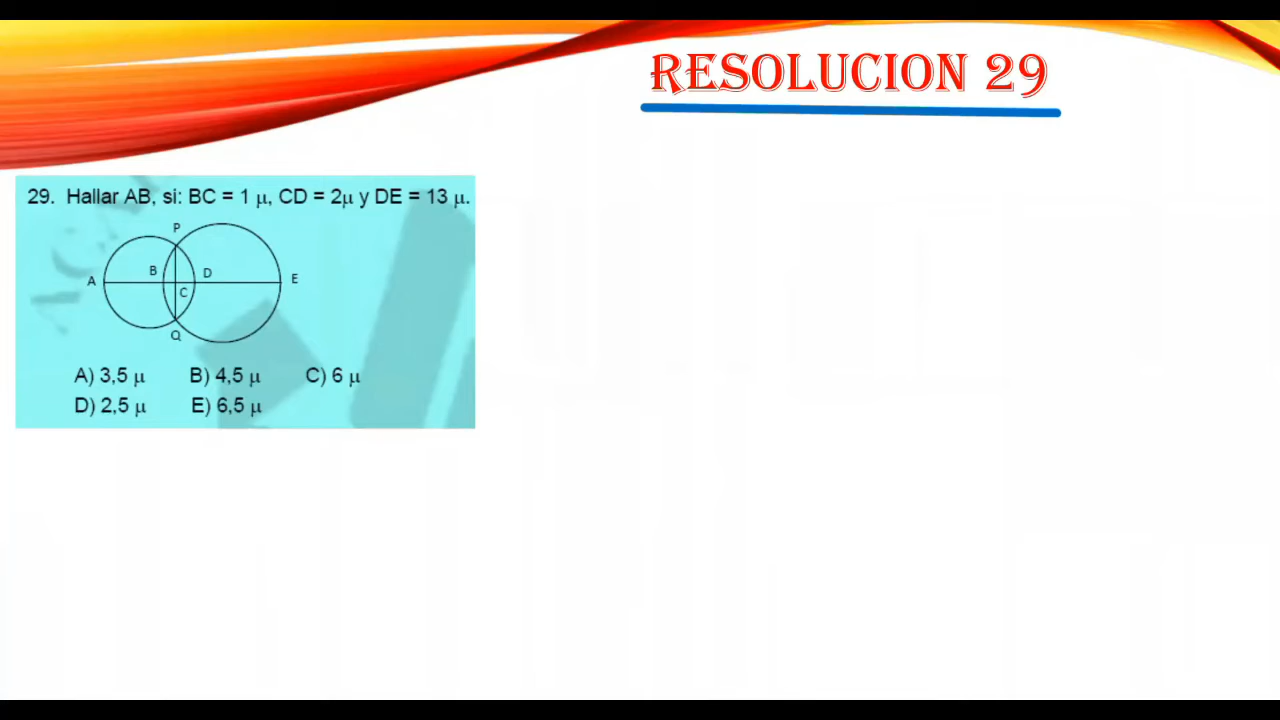 RESOLUCION 29
29. Hallar AB, si: BC = 1 μ, CD = 2μ y DE = 13 μ.
P
B
D
A
E
C
Q
A) 3,5 μ B) 4,5 μ C) 6 μ
D) 2,5 μ E) 6,5 μ